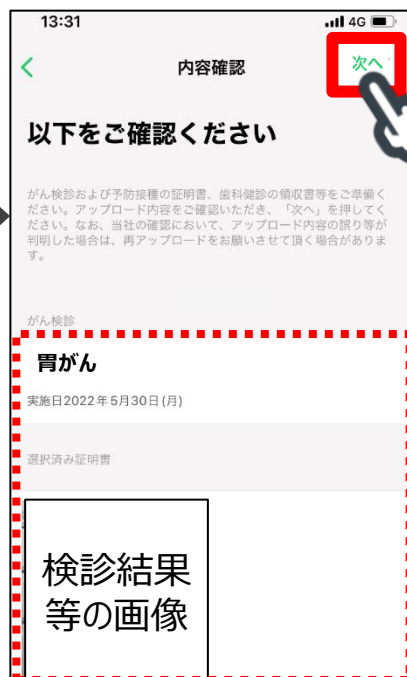 13:31
4G
内容確認
次へ
以下をご確認ください
がん検診および予防接種の証明書、歯科健診の領収書等をご準備く
ださい。アップロード内容をご確認いただき、「次へ」を押してく
ださい。なお、当社の確認において、アップロード内容の誤り等が
判明した場合は、再アップロードをお願いさせて頂く場合がありま
す。
がん検診
胃がん
実施日2022年5月30日(月)
選択済み証明書
検診結果
等の画像